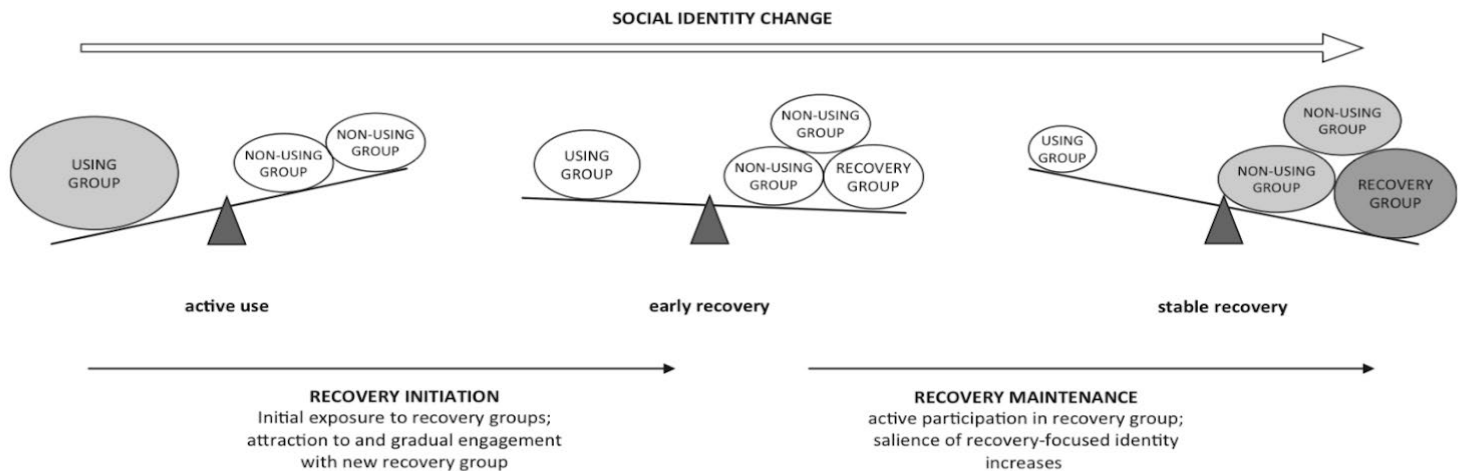 SOCIAL IDENTITY CHANGE
USING
GROUP
NON-USING
GROUP
NON-USING
GROUP
USING
GROUP
NON-USING
GROUP
NON-USING
GROUP
RECOVERY
GROUP
USING
GROUP
NON-USING
GROUP
NON-USING
GROUP
RECOVERY
GROUP
active use
early recovery
stable recovery
RECOVERY INITIATION
Initial exposure to recovery groups;
attraction to and gradual engagement
with new recovery group
RECOVERY MAINTENANCE
active participation in recovery group;
salience of recovery-focused identity
increases